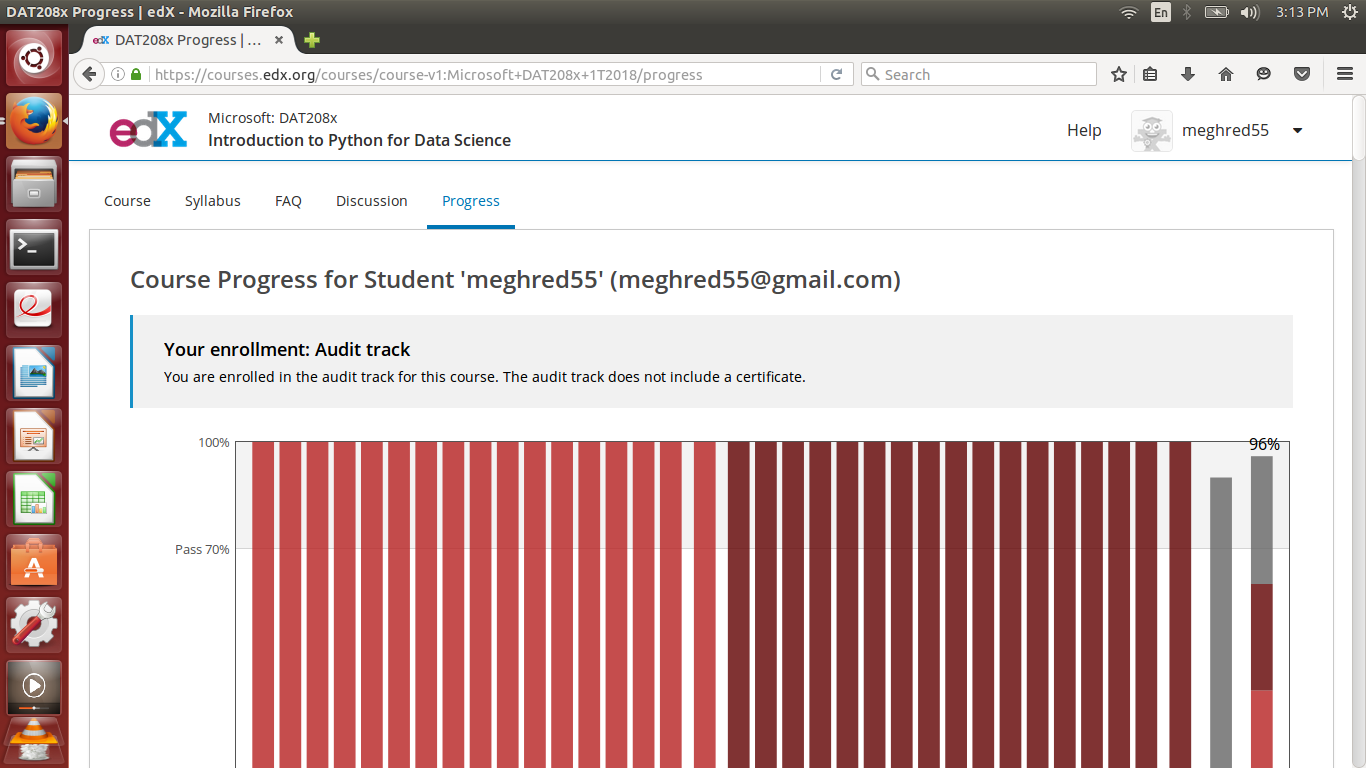 DAT208x Progress | edX - Mozilla Firefox
En
3:13 PM
edX DAT208x Progress | ...
https://courses.edx.org/courses/course-v1:Microsoft+DAT208x+1T2018/progress
Search
edX
Microsoft: DAT208x
Introduction to Python for Data Science
Help
meghred55
Course
Syllabus
FAQ
Discussion
Progress
Course Progress for Student 'meghred55' (meghred55@gmail.com)
Your enrollment: Audit track
You are enrolled in the audit track for this course. The audit track does not include a certificate.
100%
96%
Pass 70%